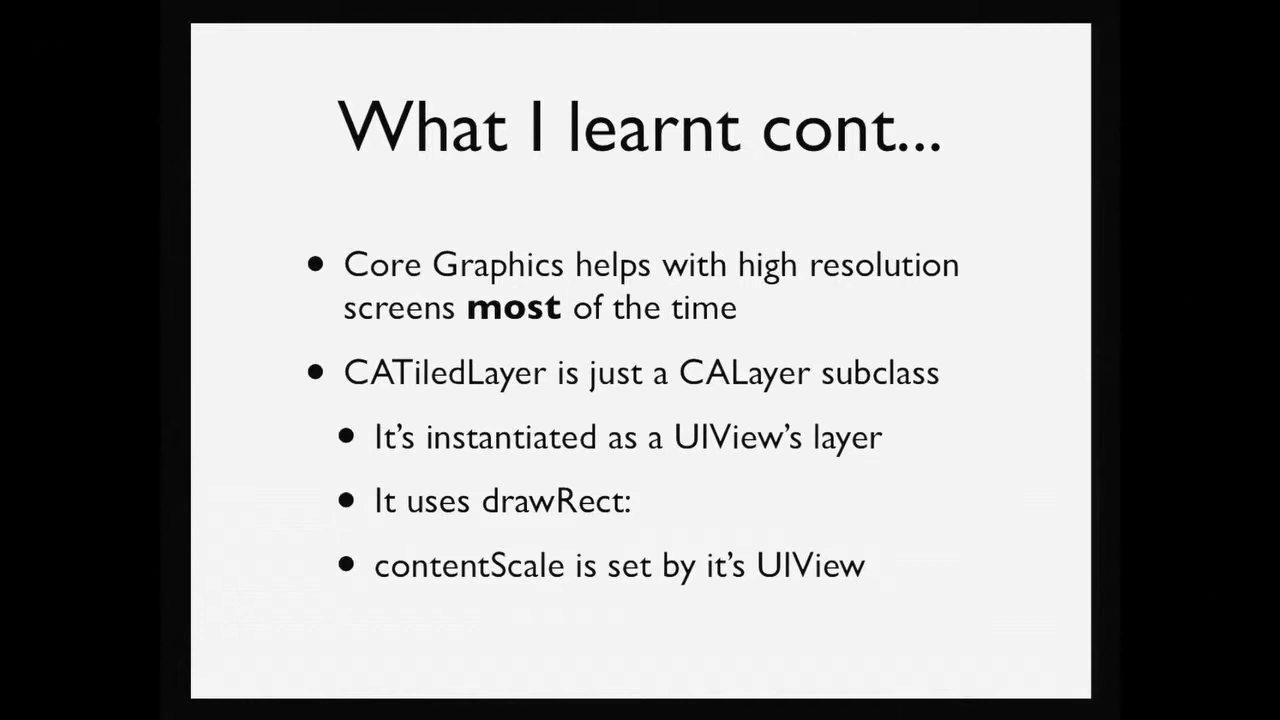 What I learnt cont...
• Core Graphics helps with high resolution
screens most of the time
• CATiledLayer is just a CALayer subclass
• It’s instantiated as a UIView’s layer
• It uses drawRect:
• contentScale is set by it’s UIView